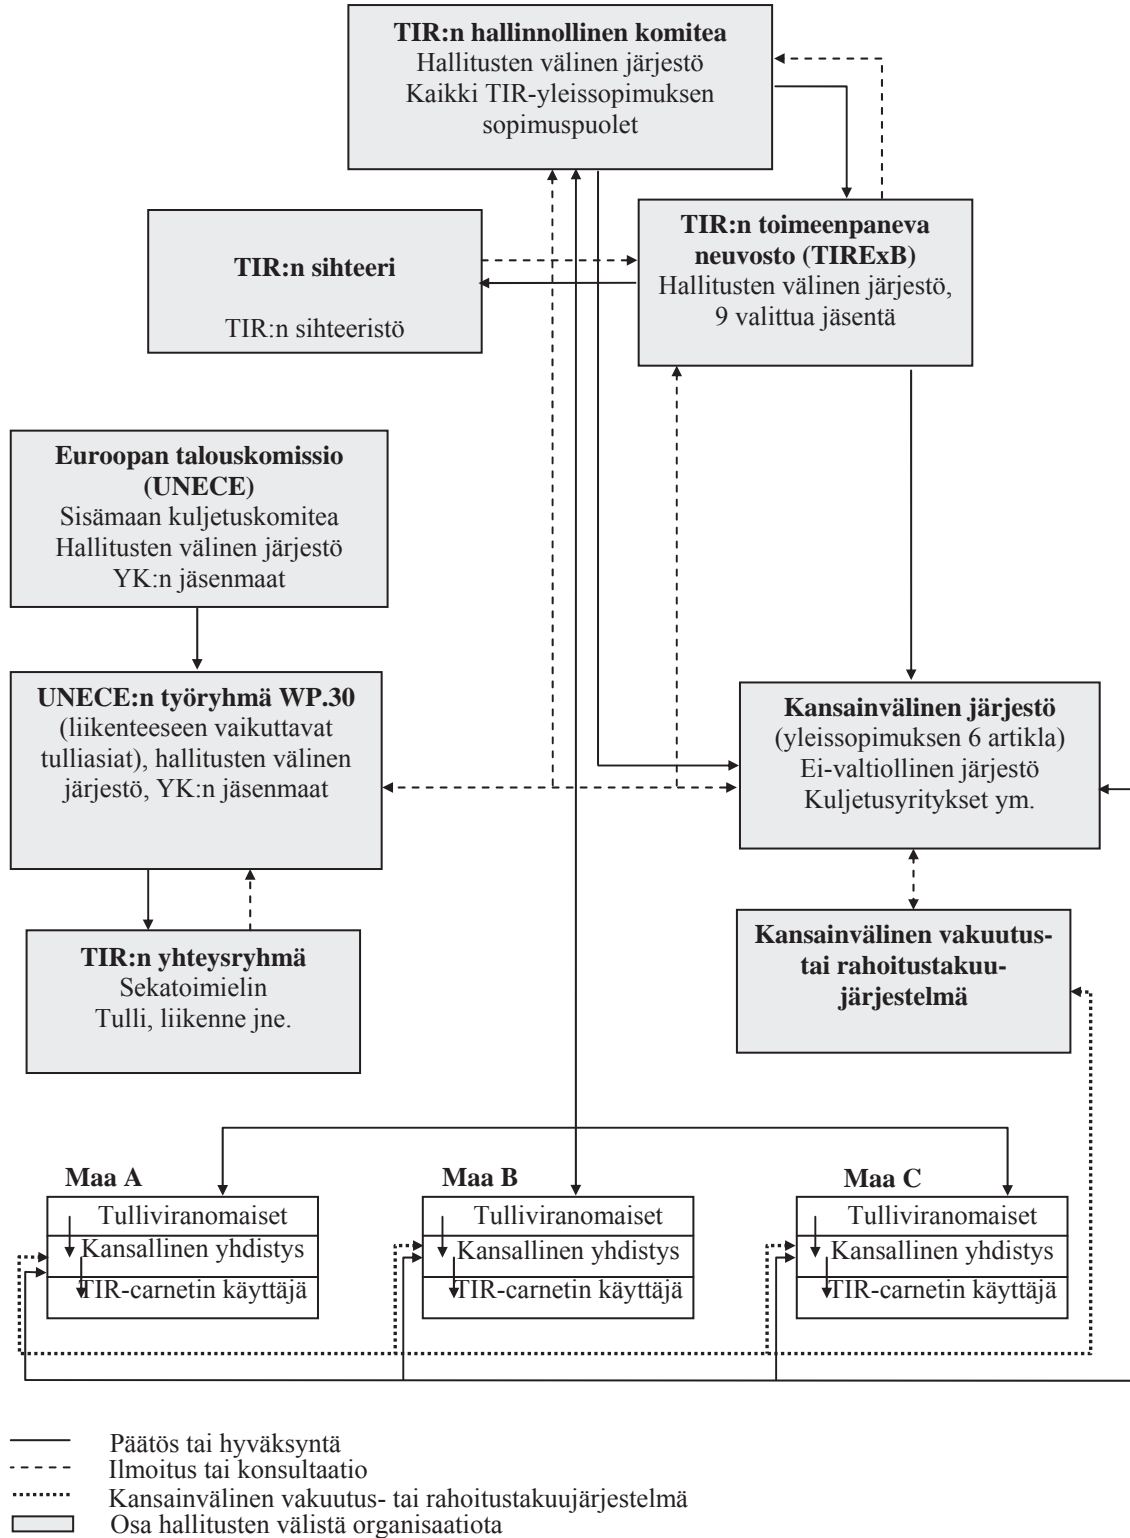 TIR:n hallinnollinen komitea
Hallitusten välinen järjestö
Kaikki TIR-yleissopimuksen
sopimuspuolet
TIR:n toimeenpaneva
neuvosto (TIRExB)
Hallitusten välinen järjestö,
9 valittua jäsentä
TIR:n sihteeri
TIR:n sihteeristö
Euroopan talouskomissio
(UNECE)
Sisämaan kuljetuskomitea
Hallitusten välinen järjestö
YK:n jäsenmaat
UNECE:n työryhmä WP.30
(liikenteeseen vaikuttavat
tulliasiat), hallitusten välinen
järjestö, YK:n jäsenmaat
Kansainvälinen järjestö
(yleissopimuksen 6 artikla)
Ei-valtiollinen järjestö
Kuljetusyritykset ym.
TIR:n yhteysryhmä
Sekatoimielin
Tulli, liikenne jne.
Kansainvälinen vakuutus-
tai rahoitustakuu-
järjestelmä
Maa A
Tulliviranomaiset
Kansallinen yhdistys
TIR-carnetin käyttäjä
Maa B
Tulliviranomaiset
Kansallinen yhdistys
TIR-carnetin käyttäjä
Maa C
Tulliviranomaiset
Kansallinen yhdistys
TIR-carnetin käyttäjä
Päätös tai hyväksyntä
Ilmoitus tai konsultaatio
Kansainvälinen vakuutus- tai rahoitustakuujärjestelmä
Osa hallitusten välistä organisaatiota